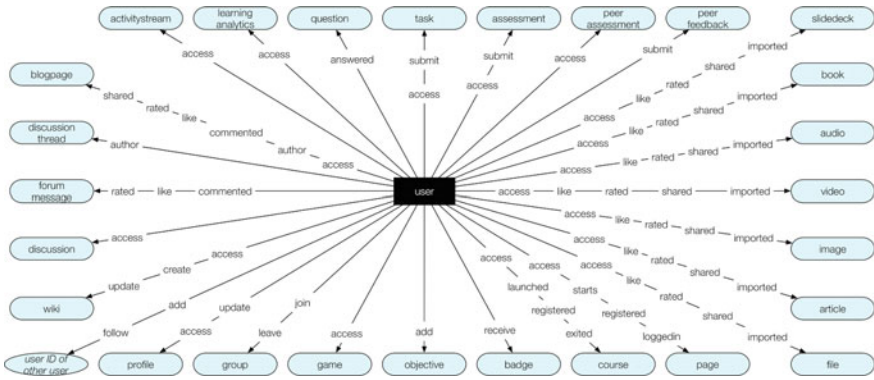 activitystream
learning
analytics
question
task
assessment
peer
assessment
peer
feedback
slidedeck
access
access
answered
submit
access
submit
access
access
submit
access like rated shared imported
blogpage
shared rated like commented author access
book
access like rated shared imported
discussion
thread
author
audio
access like rated shared imported
forum
message
rated like commented
user
access like rated shared imported
video
discussion
access
image
access like rated shared imported
wiki
update create access
article
access like rated shared imported
user ID of
other user
follow add
profile
access update
group
leave join
game
access
objective
add
badge
receive
course
access launched registered exited
page
access starts registered loggedin
file
access like rated shared imported